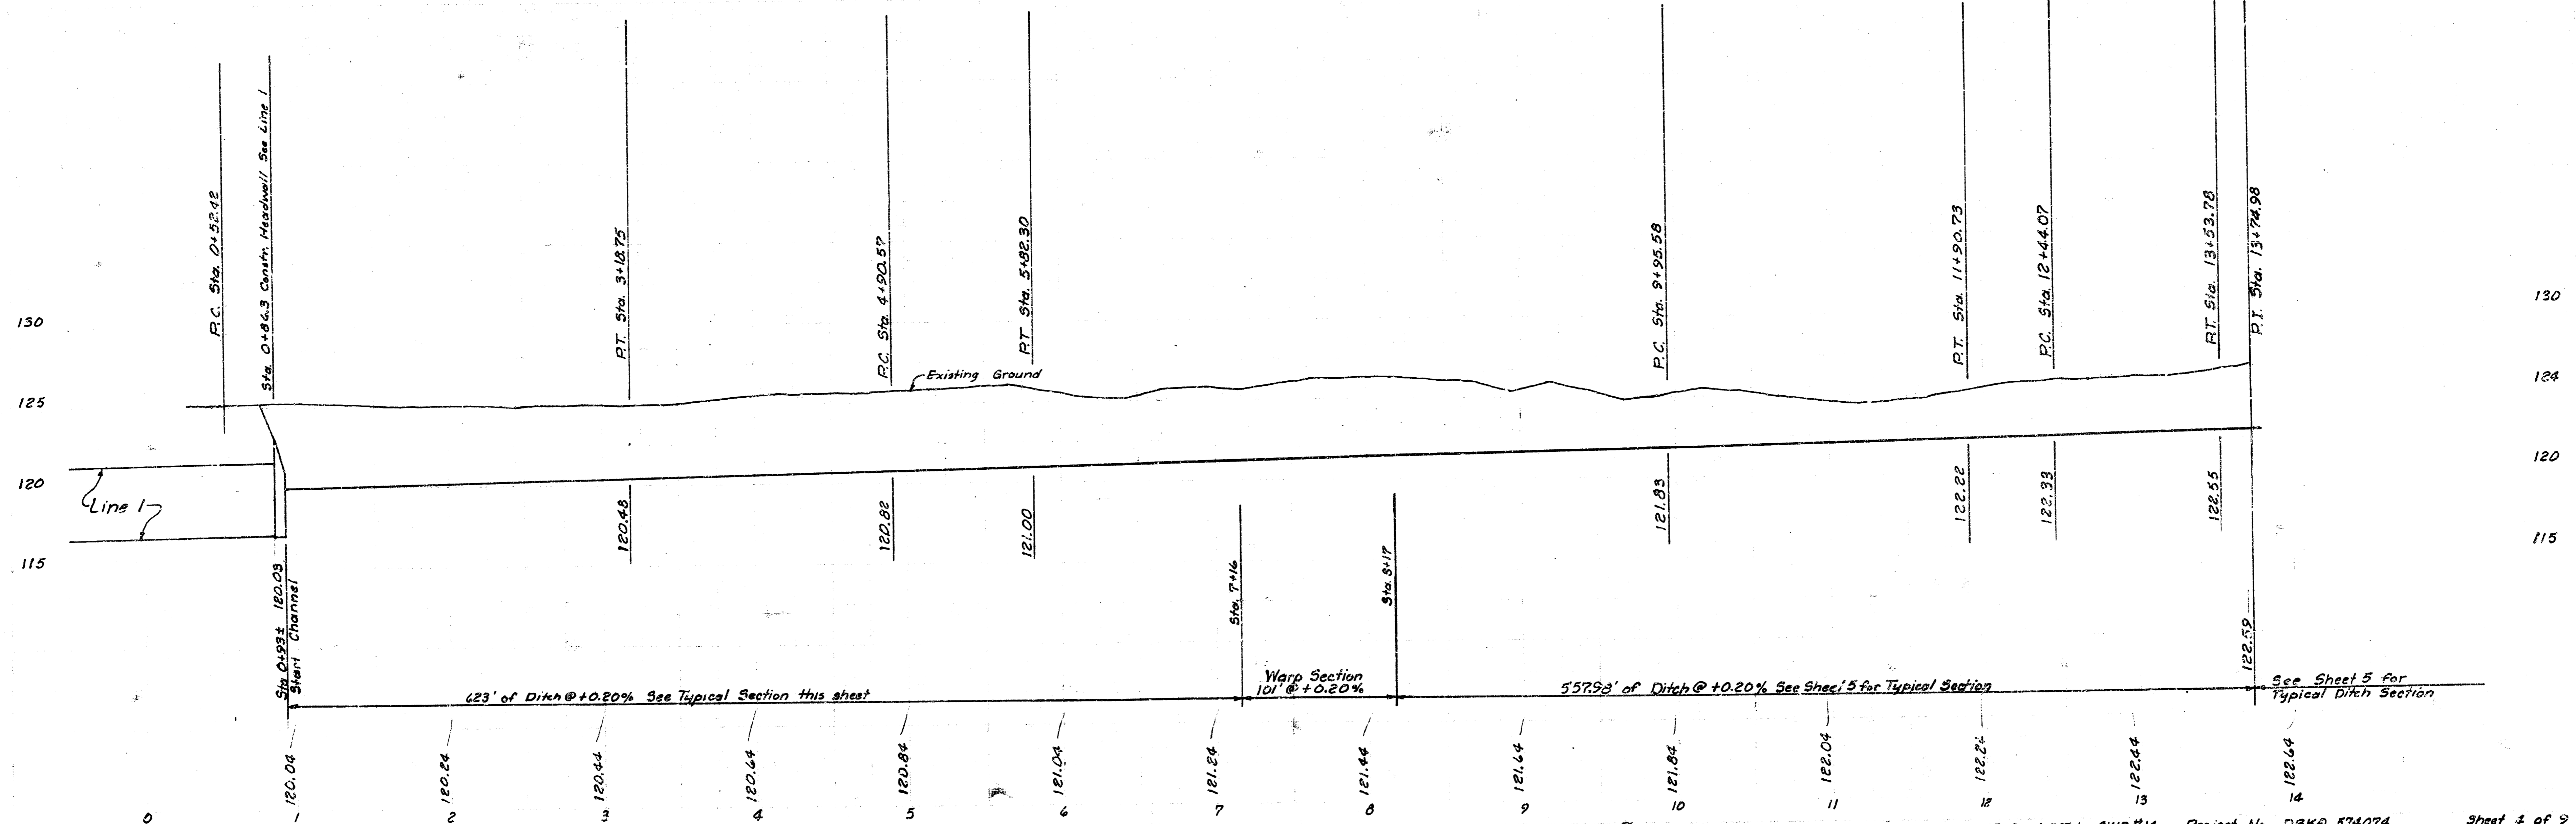 P.C. Sta. 0+52.42
Sta. 0+86.3 Constr. Headwall See Line 1
P.T. Sta. 3+18.75
P.C. Sta. 4+90.57
P.T. Sta. 5+82.30
P.C. Sta. 9+95.58
P.T. Sta. 11+90.73
P.C. Sta. 12+44.07
P.T. Sta. 13+53.78
P.I. Sta. 13+74.98
130
130
Existing Ground
125
124
120
120
Line 1
115
115
120.48
120.82
121.00
121.83
122.22
122.33
122.55
122.59
Sta. 0+93± 120.03
Start Channel
Sta. 7+16
Sta. 8+17
623' of Ditch @ +0.20% See Typical Section this sheet
Warp Section
101' @ +0.20%
557.98' of Ditch @ +0.20% See Sheet 5 for Typical Section
See Sheet 5 for
Typical Ditch Section
120.04
120.24
120.44
120.64
120.84
121.04
121.24
121.44
121.64
121.84
122.04
122.24
122.44
122.64
0 1 2 3 4 5 6 7 8 9 10 11 12 13 14
Sheet 4 of 9